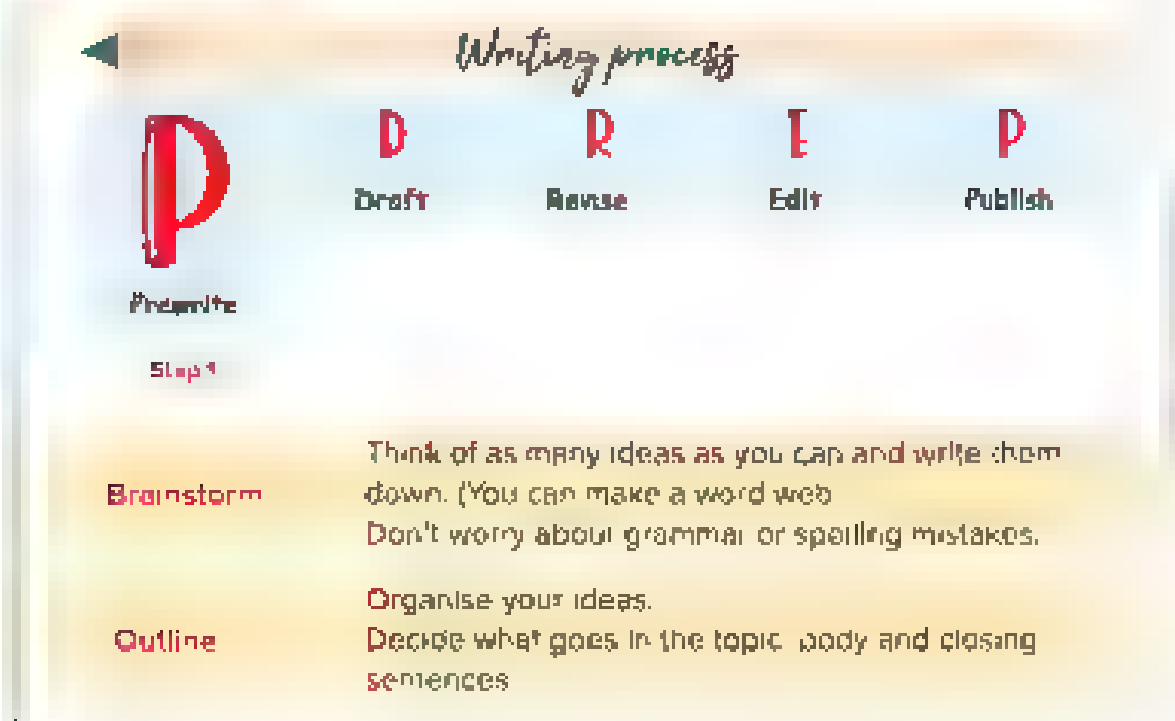 Writing process
P D R E P
Draft Revise Edit Publish
Prewrite
Step 1
Brainstorm
Think of as many ideas as you can and write them
down. (You can make a word web
Don't worry about grammar or spelling mistakes.
Outline
Organise your ideas.
Decide what goes in the topic body and closing
sentences